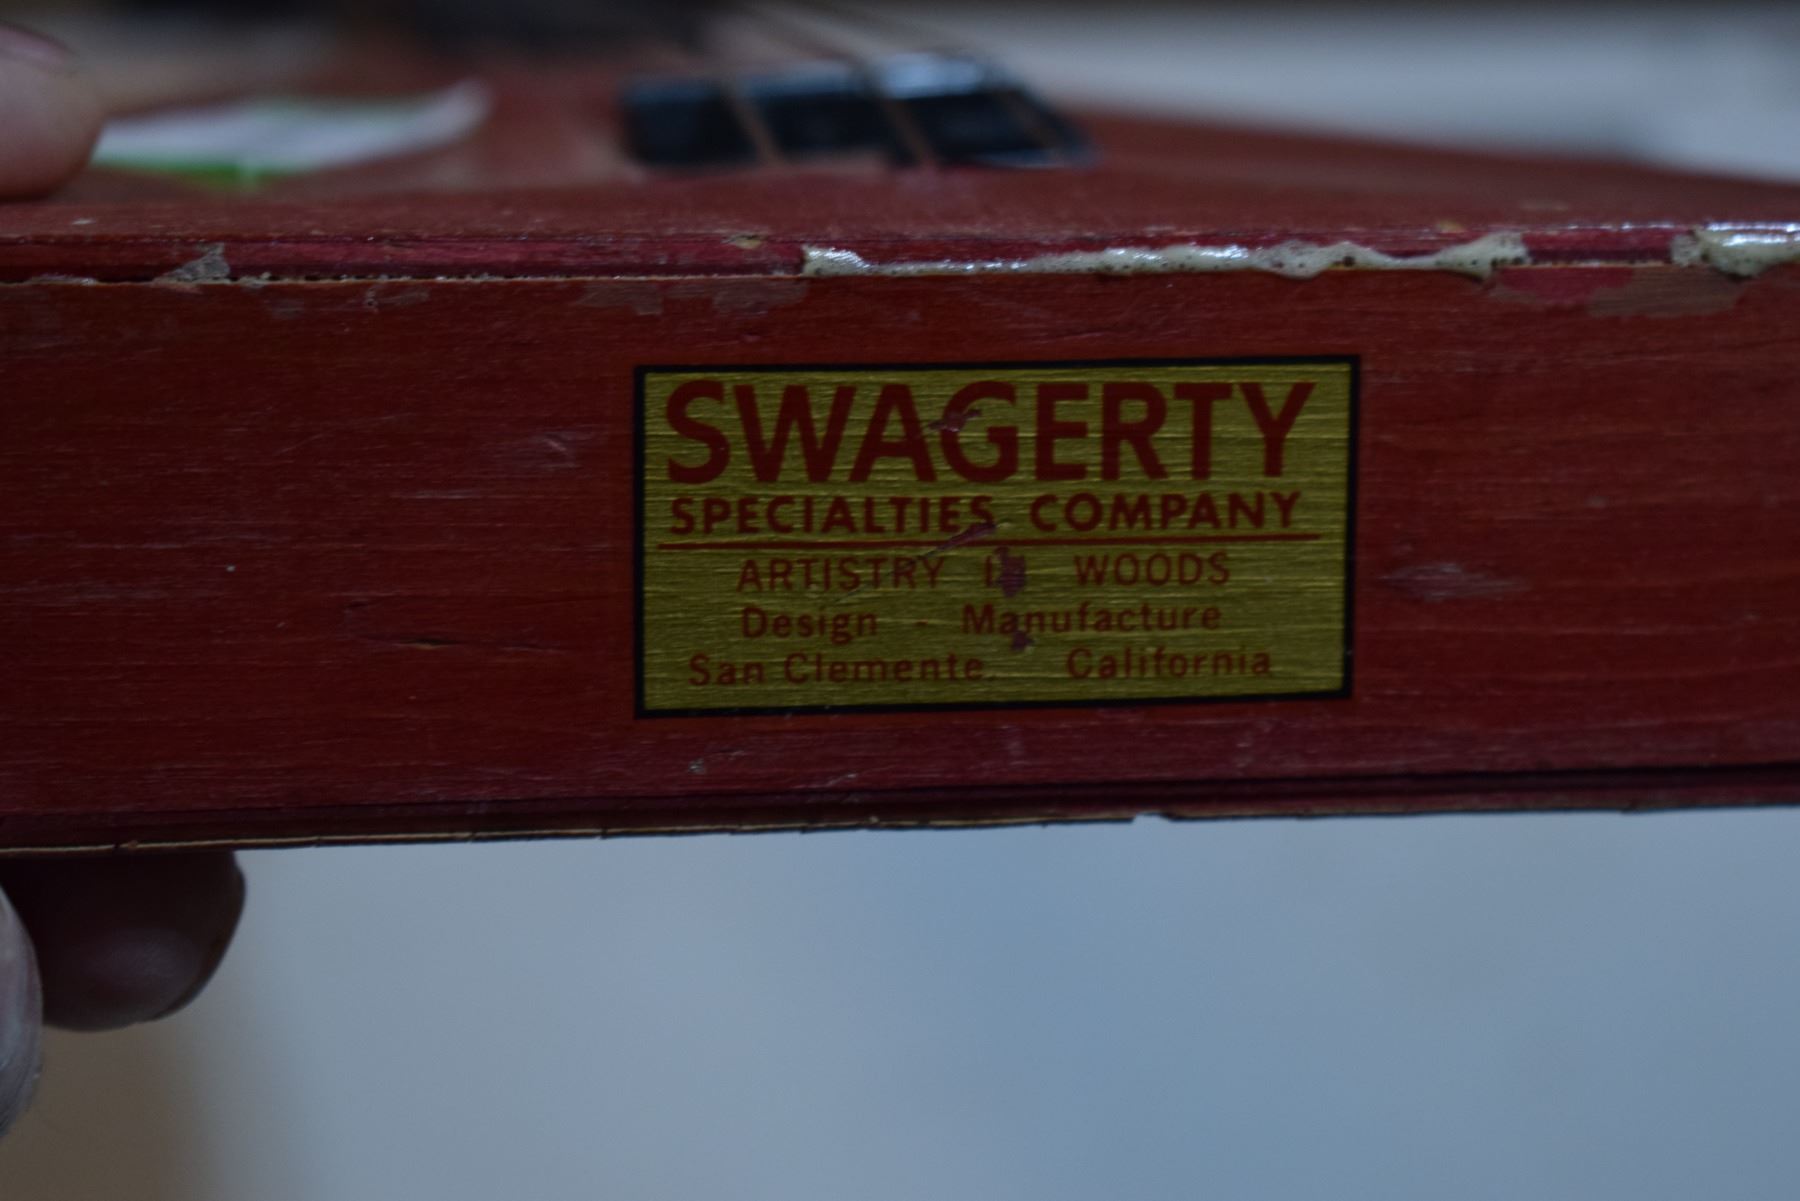 SWAGERTY
SPECIALTIES COMPANY
ARTISTRY IN WOODS
Design - Manufacture
San Clemente, California